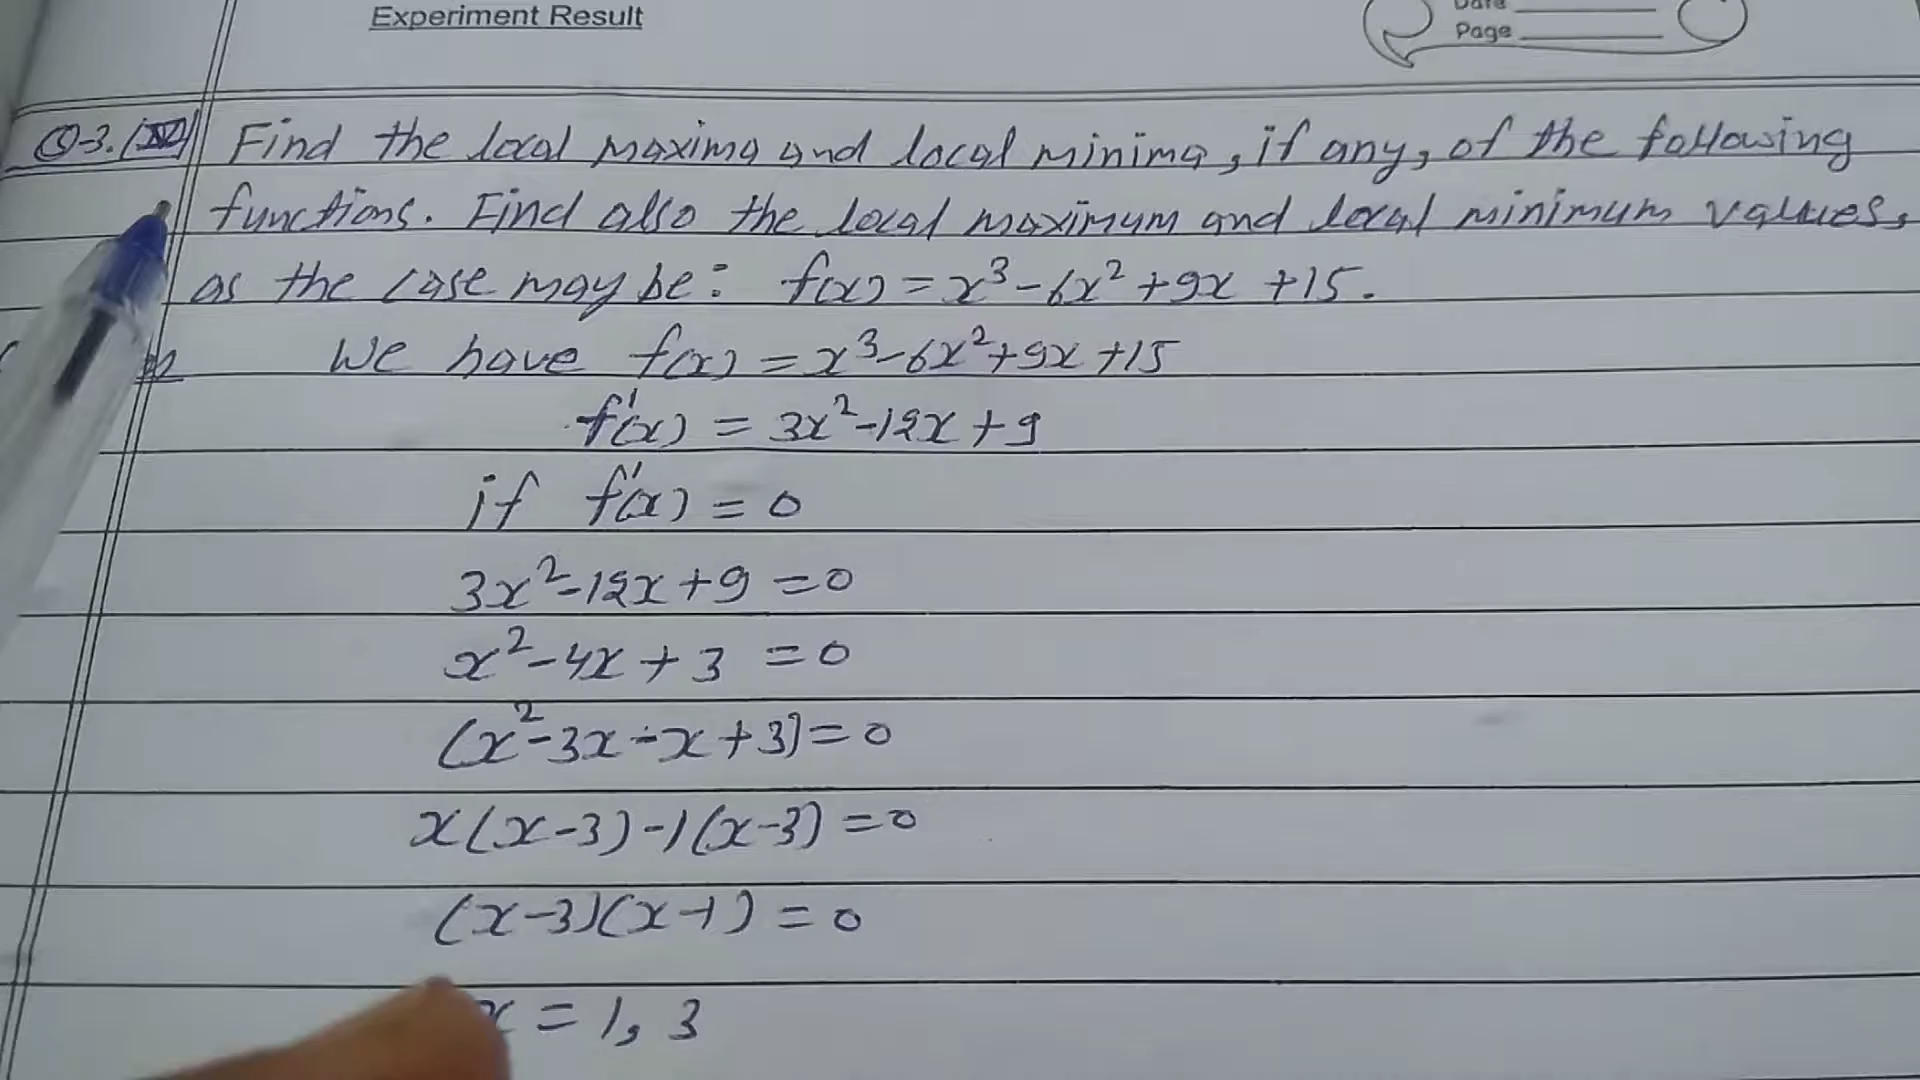 Experiment Result
Date
Page
Q-3. (IV) Find the local maxima and local minima, if any, of the following
functions. Find also the local maximum and local minimum values,
as the case may be: f(x) = x³-6x²+9x+15.
We have f(x) = x³-6x²+9x+15
f'(x) = 3x²-12x+9
if f'(x) = 0
3x²-12x+9 = 0
x²-4x+3 = 0
(x²-3x-x+3) = 0
x(x-3)-1(x-3) = 0
(x-3)(x-1) = 0
x = 1, 3